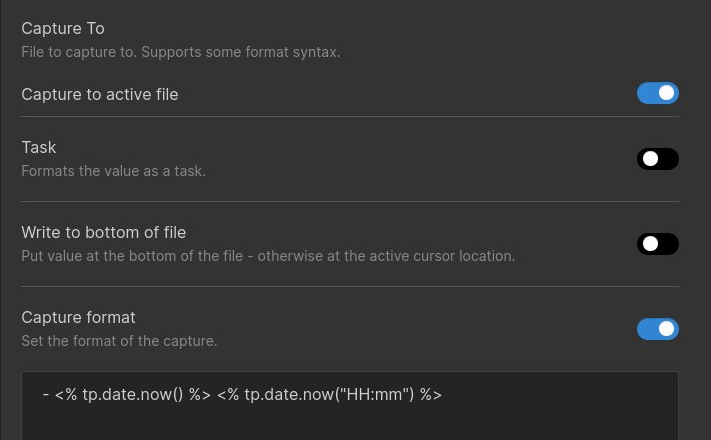 Capture To
File to capture to. Supports some format syntax.
Capture to active file
Task
Formats the value as a task.
Write to bottom of file
Put value at the bottom of the file - otherwise at the active cursor location.
Capture format
Set the format of the capture.
- <% tp.date.now() %> <% tp.date.now("HH:mm") %>